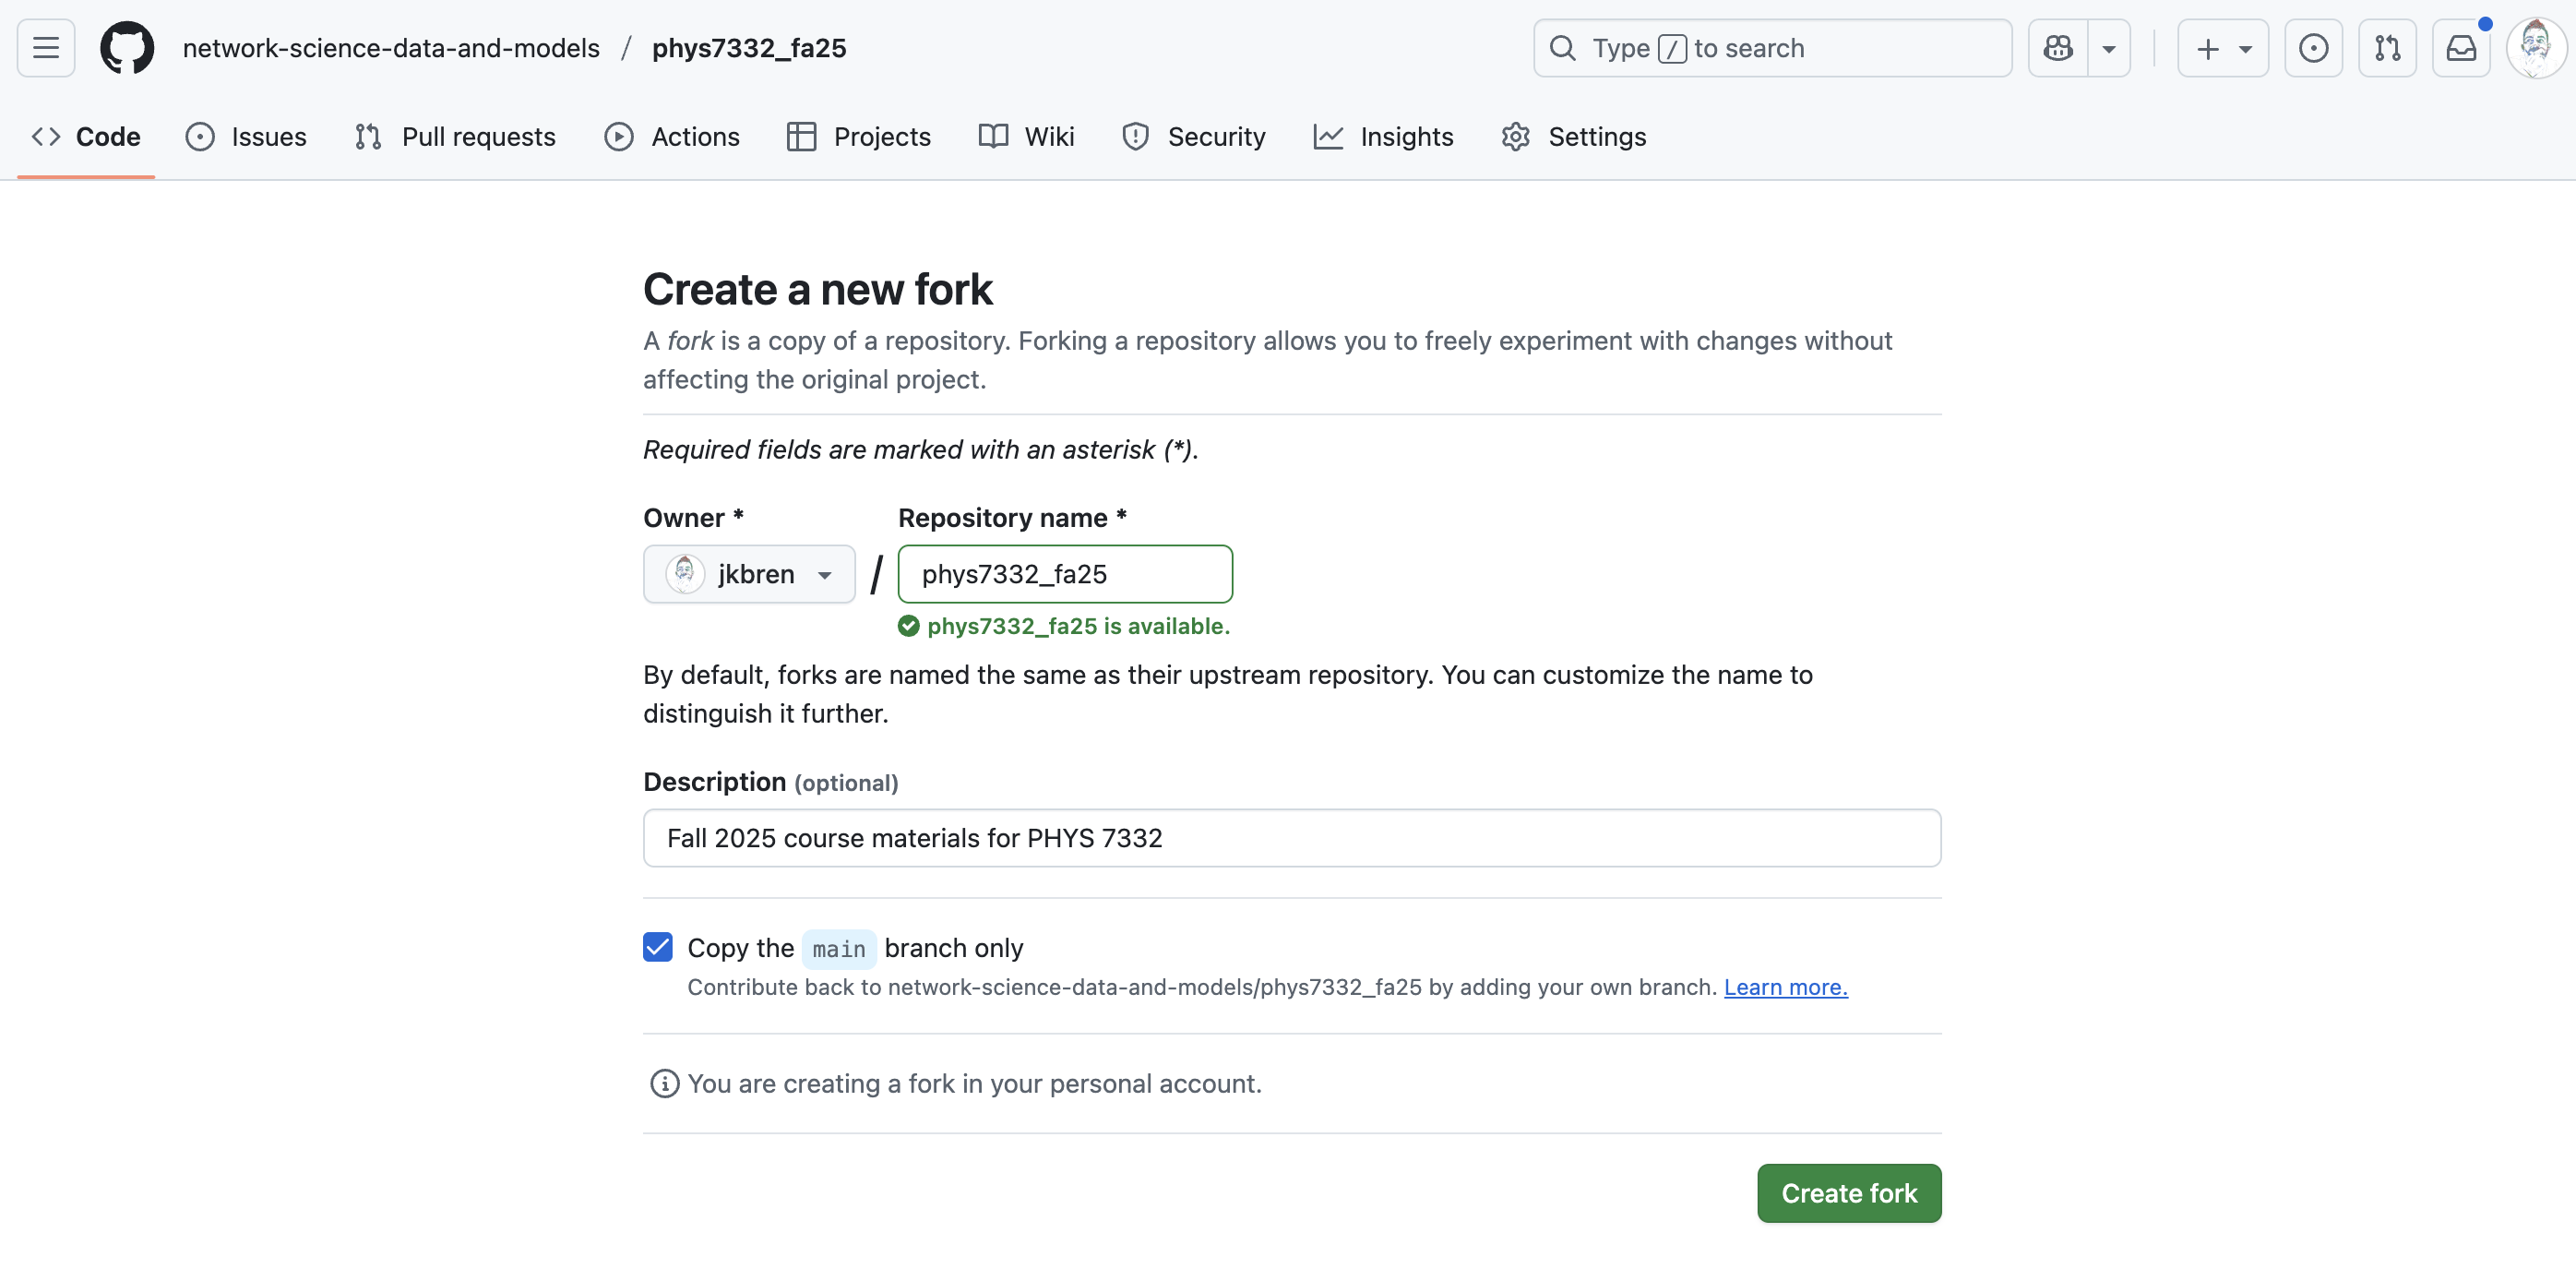 network-science-data-and-models / phys7332_fa25
Type / to search
Code Issues Pull requests Actions Projects Wiki Security Insights Settings
Create a new fork
A fork is a copy of a repository. Forking a repository allows you to freely experiment with changes without
affecting the original project.
Required fields are marked with an asterisk (*).
Owner * Repository name *
jkbren / phys7332_fa25
phys7332_fa25 is available.
By default, forks are named the same as their upstream repository. You can customize the name to
distinguish it further.
Description (optional)
Fall 2025 course materials for PHYS 7332
Copy the main branch only
Contribute back to network-science-data-and-models/phys7332_fa25 by adding your own branch. Learn more.
You are creating a fork in your personal account.
Create fork